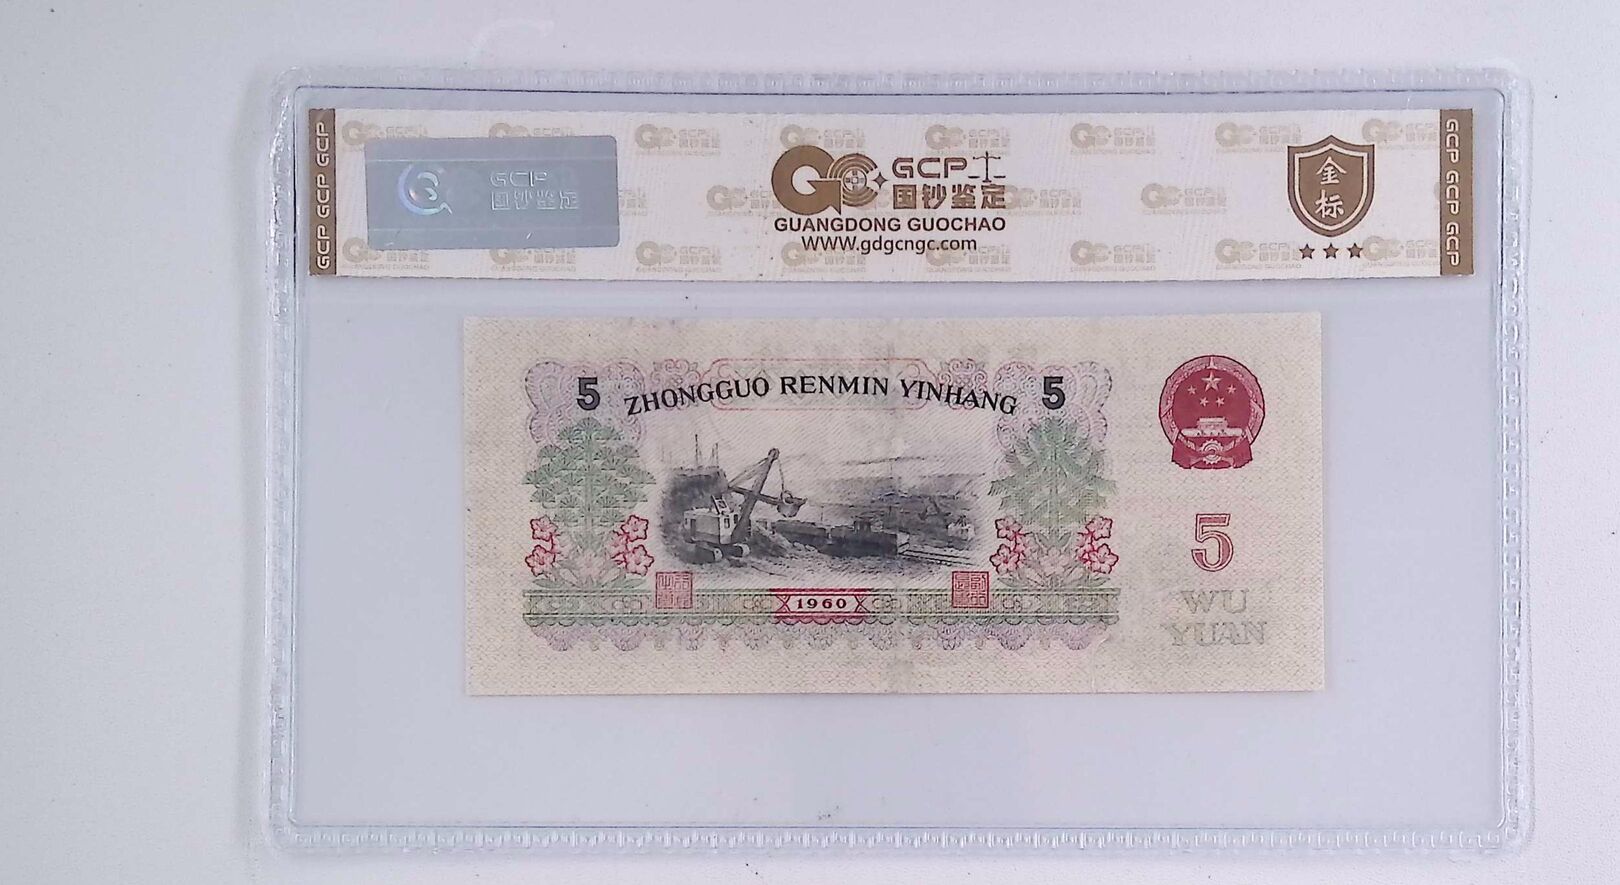 GCP GCP GCP
GCP
国钞鉴定
GCP
国钞鉴定
GUANGDONG GUOCHAO
WWW.gdgcngc.com
金
标
GCP GCP GCP
5 ZHONGGUO RENMIN YINHANG 5
5
1960
WU
YUAN